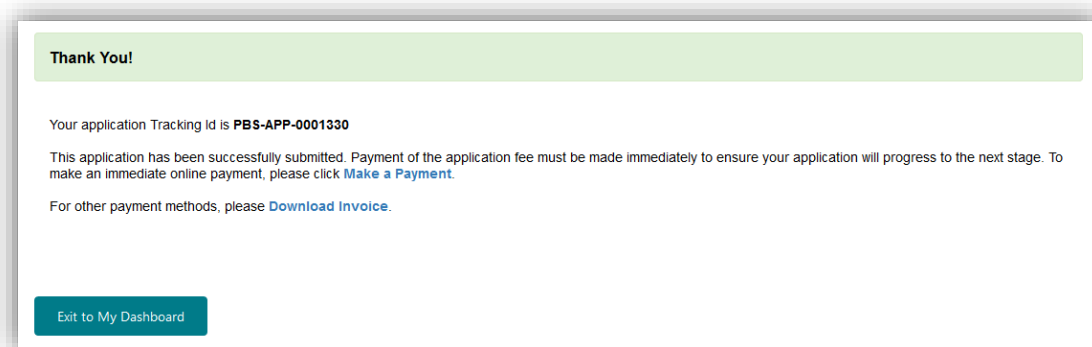 Thank You!
Your application Tracking Id is PBS-APP-0001330
This application has been successfully submitted. Payment of the application fee must be made immediately to ensure your application will progress to the next stage. To
make an immediate online payment, please click Make a Payment.
For other payment methods, please Download Invoice.
Exit to My Dashboard